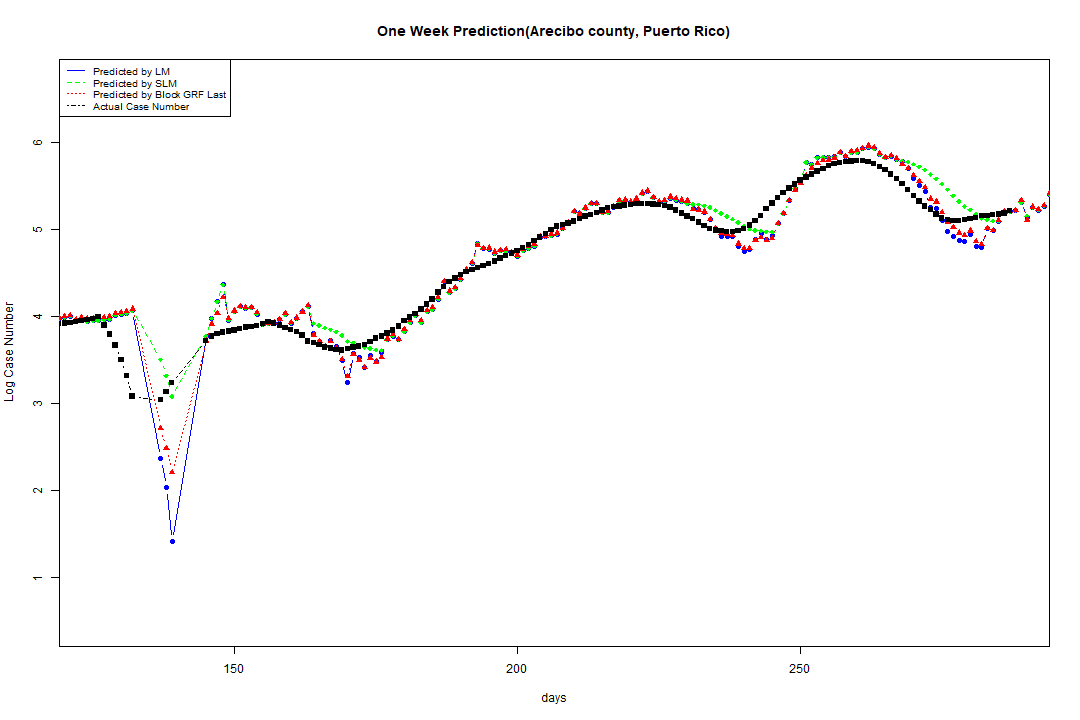 One Week Prediction(Arecibo county, Puerto Rico)
Predicted by LM
Predicted by SLM
Predicted by Block GRF Last
Actual Case Number
6
5
4
3
2
1
Log Case Number
150
200
250
days